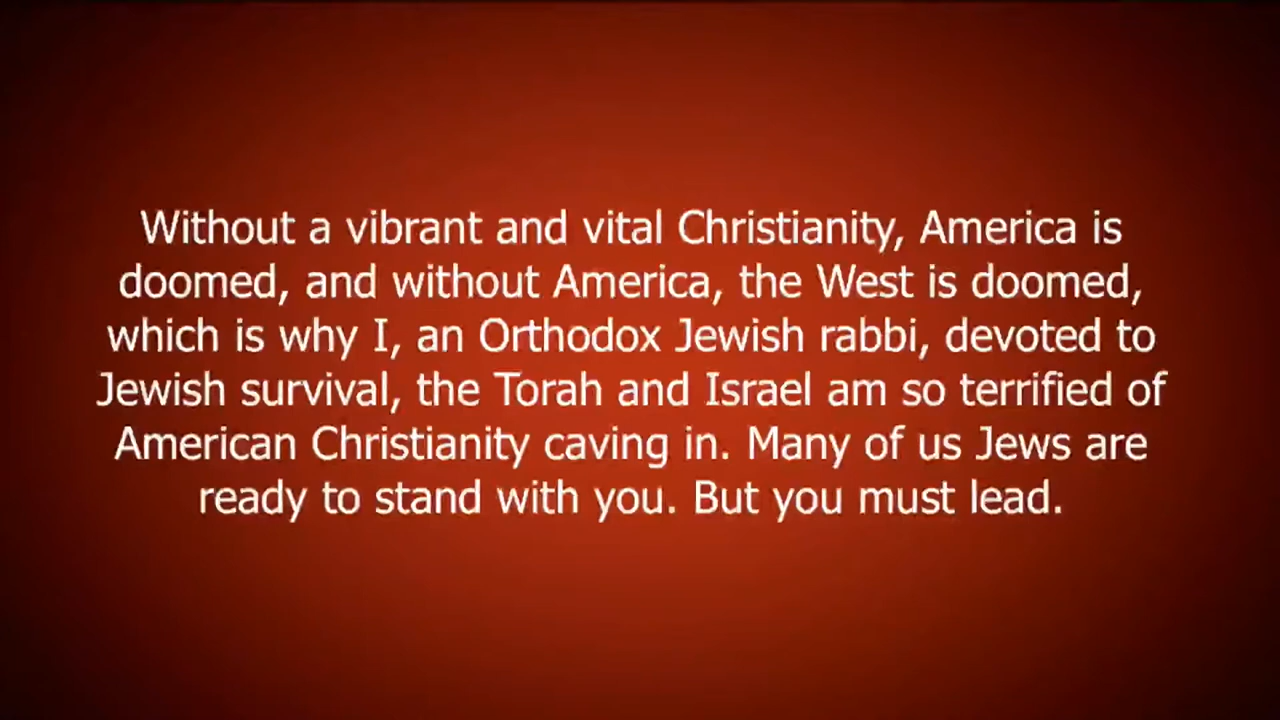 Without a vibrant and vital Christianity, America is
doomed, and without America, the West is doomed,
which is why I, an Orthodox Jewish rabbi, devoted to
Jewish survival, the Torah and Israel am so terrified of
American Christianity caving in. Many of us Jews are
ready to stand with you. But you must lead.